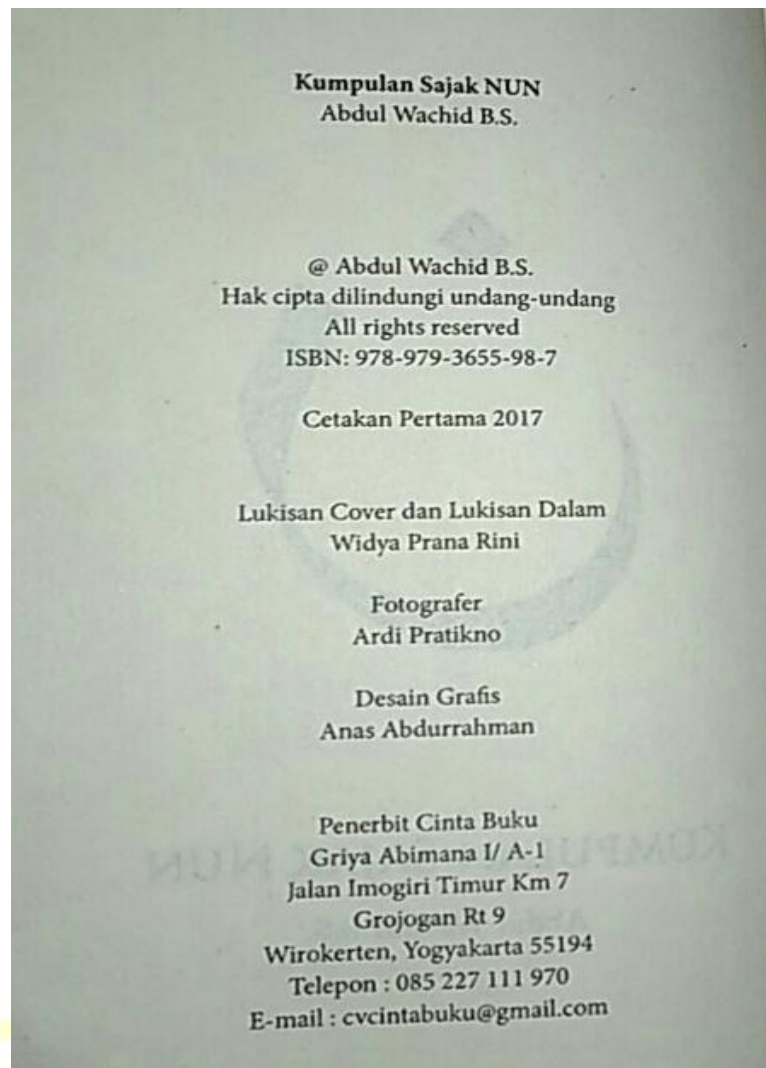 Kumpulan Sajak NUN
Abdul Wachid B.S.
@ Abdul Wachid B.S.
Hak cipta dilindungi undang-undang
All rights reserved
ISBN: 978-979-3655-98-7
Cetakan Pertama 2017
Lukisan Cover dan Lukisan Dalam
Widya Prana Rini
Fotografer
Ardi Pratikno
Desain Grafis
Anas Abdurrahman
Penerbit Cinta Buku
Griya Abimana I/ A-1
Jalan Imogiri Timur Km 7
Grojogan Rt 9
Wirokerten, Yogyakarta 55194
Telepon : 085 227 111 970
E-mail : cvcintabuku@gmail.com